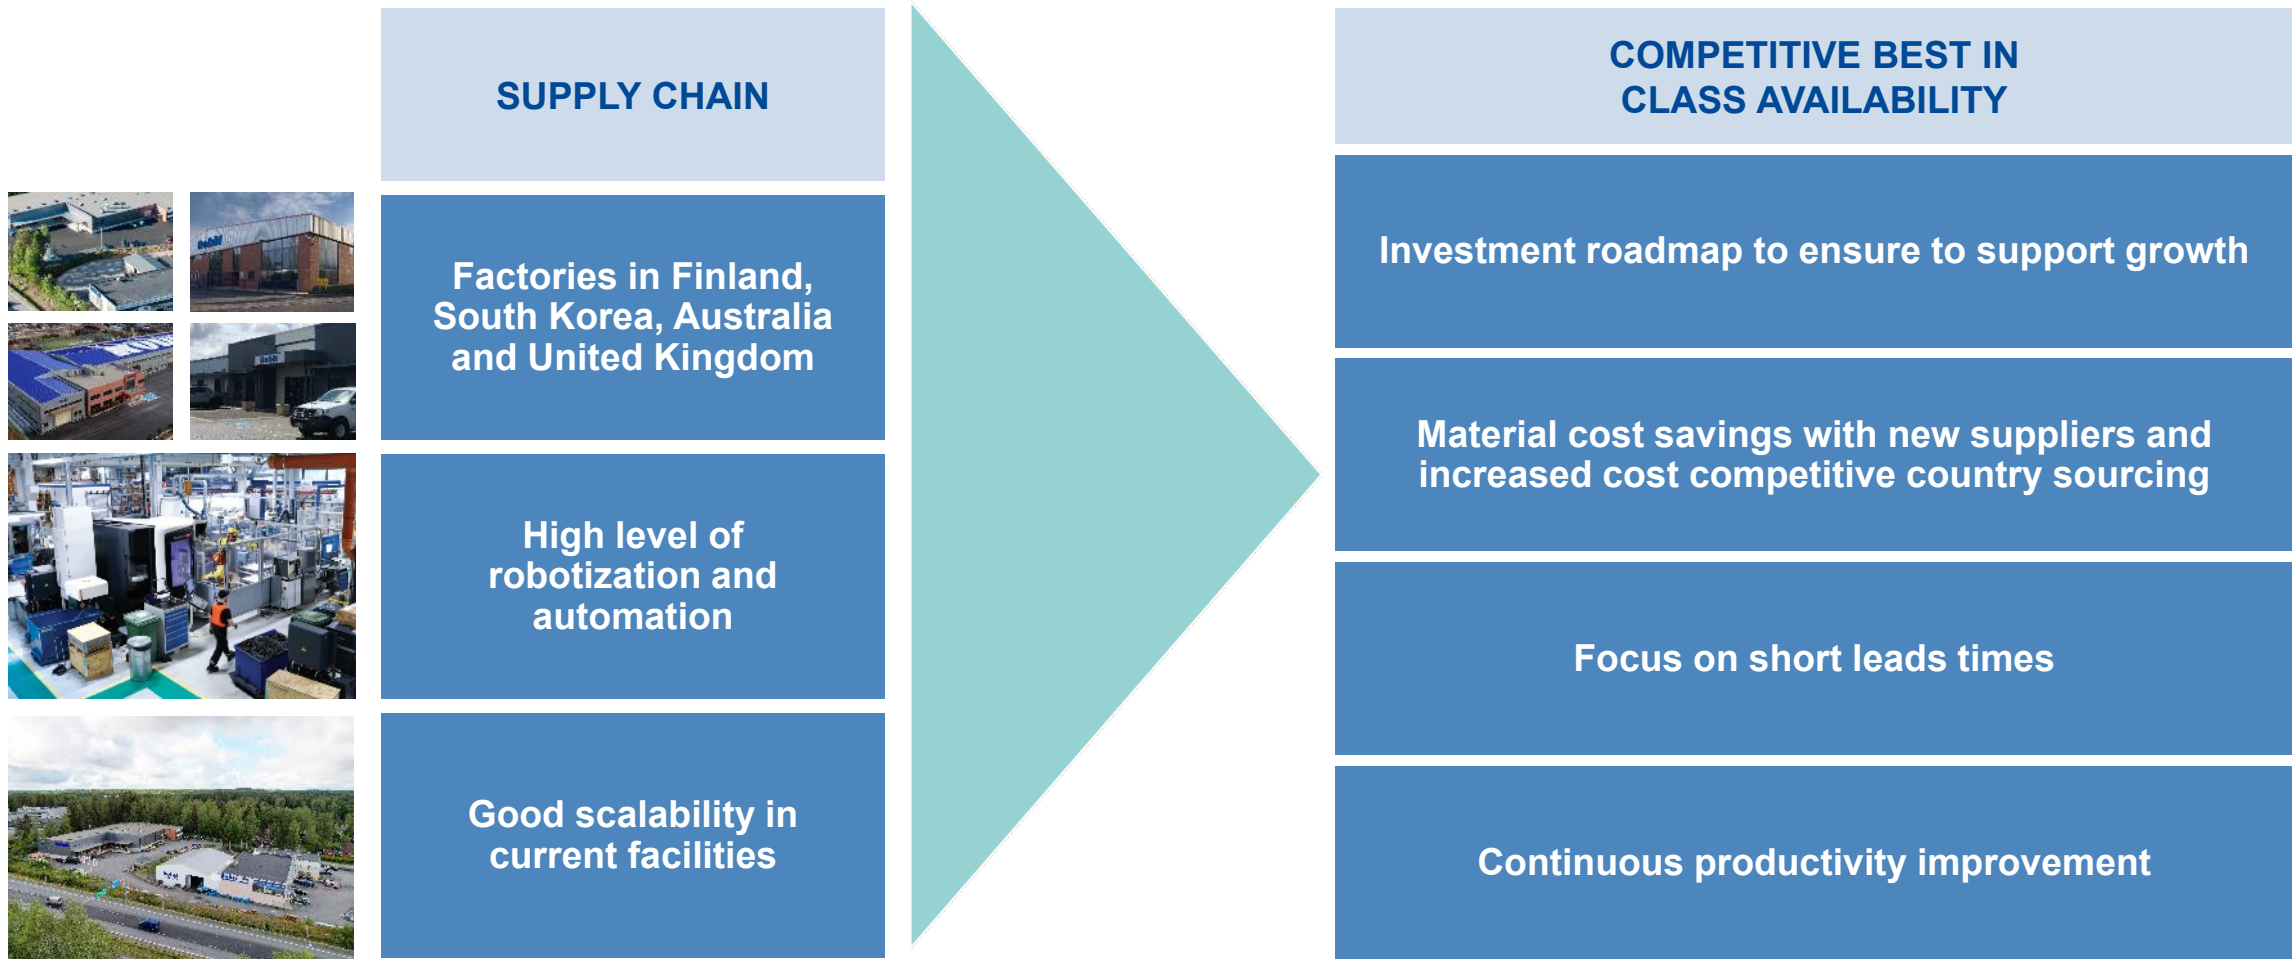 SUPPLY CHAIN
Factories in Finland,
South Korea, Australia
and United Kingdom
High level of
robotization and
automation
Good scalability in
current facilities
COMPETITIVE BEST IN
CLASS AVAILABILITY
Investment roadmap to ensure to support growth
Material cost savings with new suppliers and
increased cost competitive country sourcing
Focus on short leads times
Continuous productivity improvement